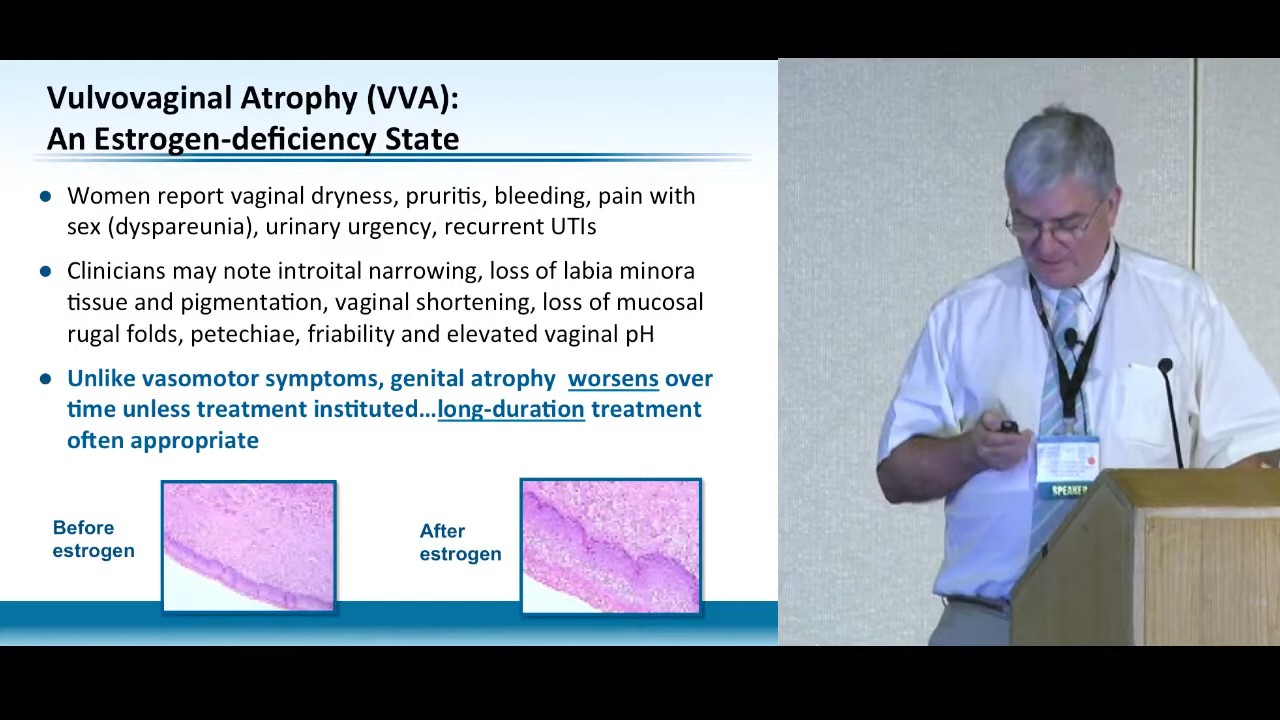 Vulvovaginal Atrophy (VVA):
An Estrogen-deficiency State
● Women report vaginal dryness, pruritis, bleeding, pain with
sex (dyspareunia), urinary urgency, recurrent UTIs
● Clinicians may note introital narrowing, loss of labia minora
tissue and pigmentation, vaginal shortening, loss of mucosal
rugal folds, petechiae, friability and elevated vaginal pH
● Unlike vasomotor symptoms, genital atrophy worsens over
time unless treatment instituted...long-duration treatment
often appropriate
Before
estrogen
After
estrogen
SPEAKER